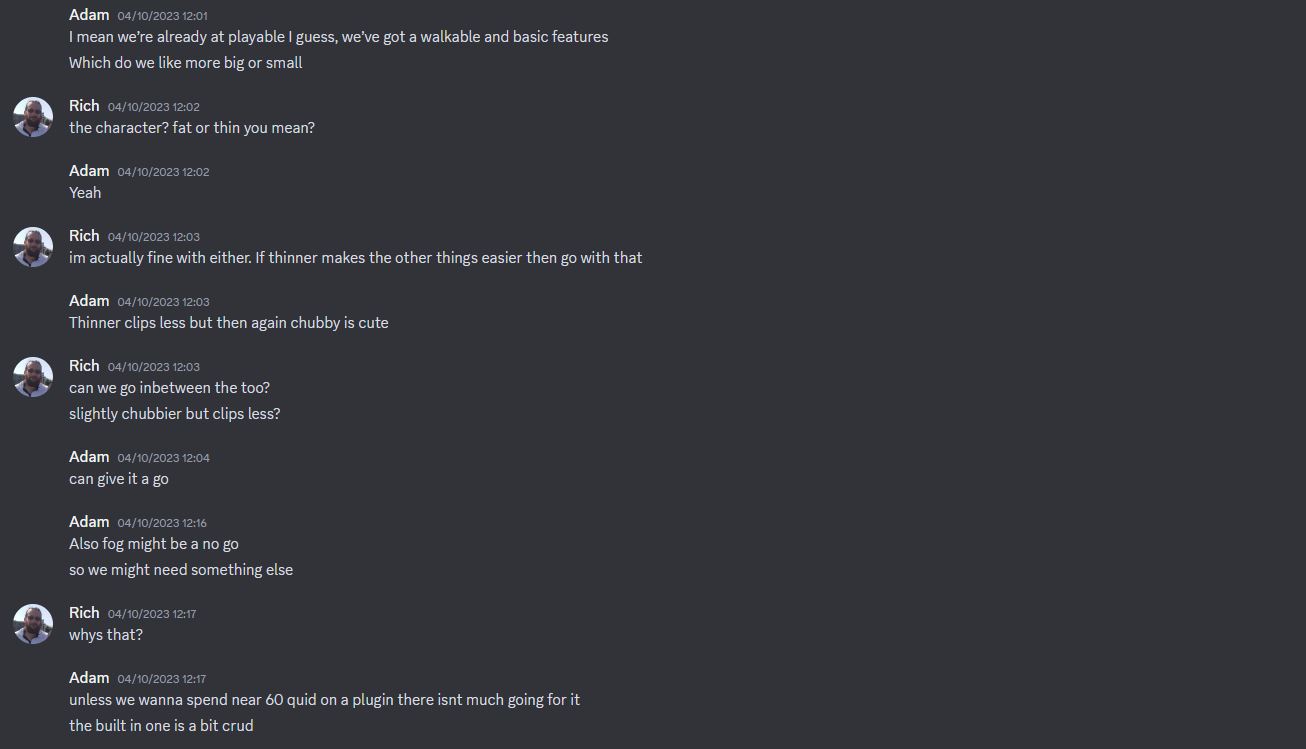 Adam 04/10/2023 12:01
I mean we're already at playable I guess, we've got a walkable and basic features
Which do we like more big or small
Rich 04/10/2023 12:02
the character? fat or thin you mean?
Adam 04/10/2023 12:02
Yeah
Rich 04/10/2023 12:03
im actually fine with either. If thinner makes the other things easier then go with that
Adam 04/10/2023 12:03
Thinner clips less but then again chubby is cute
Rich 04/10/2023 12:03
can we go inbetween the too?
slightly chubbier but clips less?
Adam 04/10/2023 12:04
can give it a go
Adam 04/10/2023 12:16
Also fog might be a no go
so we might need something else
Rich 04/10/2023 12:17
whys that?
Adam 04/10/2023 12:17
unless we wanna spend near 60 quid on a plugin there isnt much going for it
the built in one is a bit crud